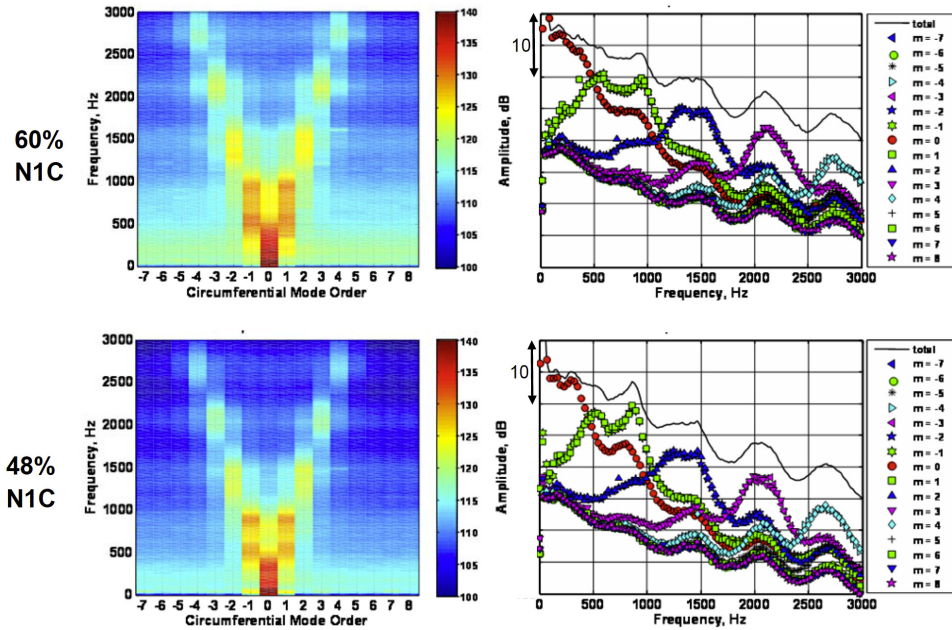 60%
N1C
3000
2500
2000
1500
1000
500
0
Frequency, Hz
-7 -6 -5 -4 -3 -2 -1 0 1 2 3 4 5 6 7 8
Circumferential Mode Order
140
135
130
125
120
115
110
105
100
10
Amplitude, dB
0 500 1000 1500 2000 2500 3000
Frequency, Hz
total
m = -7
m = -6
m = -5
m = -4
m = -3
m = -2
m = -1
m = 0
m = 1
m = 2
m = 3
m = 4
m = 5
m = 6
m = 7
m = 8
48%
N1C
3000
2500
2000
1500
1000
500
0
Frequency, Hz
-7 -6 -5 -4 -3 -2 -1 0 1 2 3 4 5 6 7 8
Circumferential Mode Order
140
135
130
125
120
115
110
105
100
10
Amplitude, dB
0 500 1000 1500 2000 2500 3000
Frequency, Hz
total
m = -7
m = -6
m = -5
m = -4
m = -3
m = -2
m = -1
m = 0
m = 1
m = 2
m = 3
m = 4
m = 5
m = 6
m = 7
m = 8